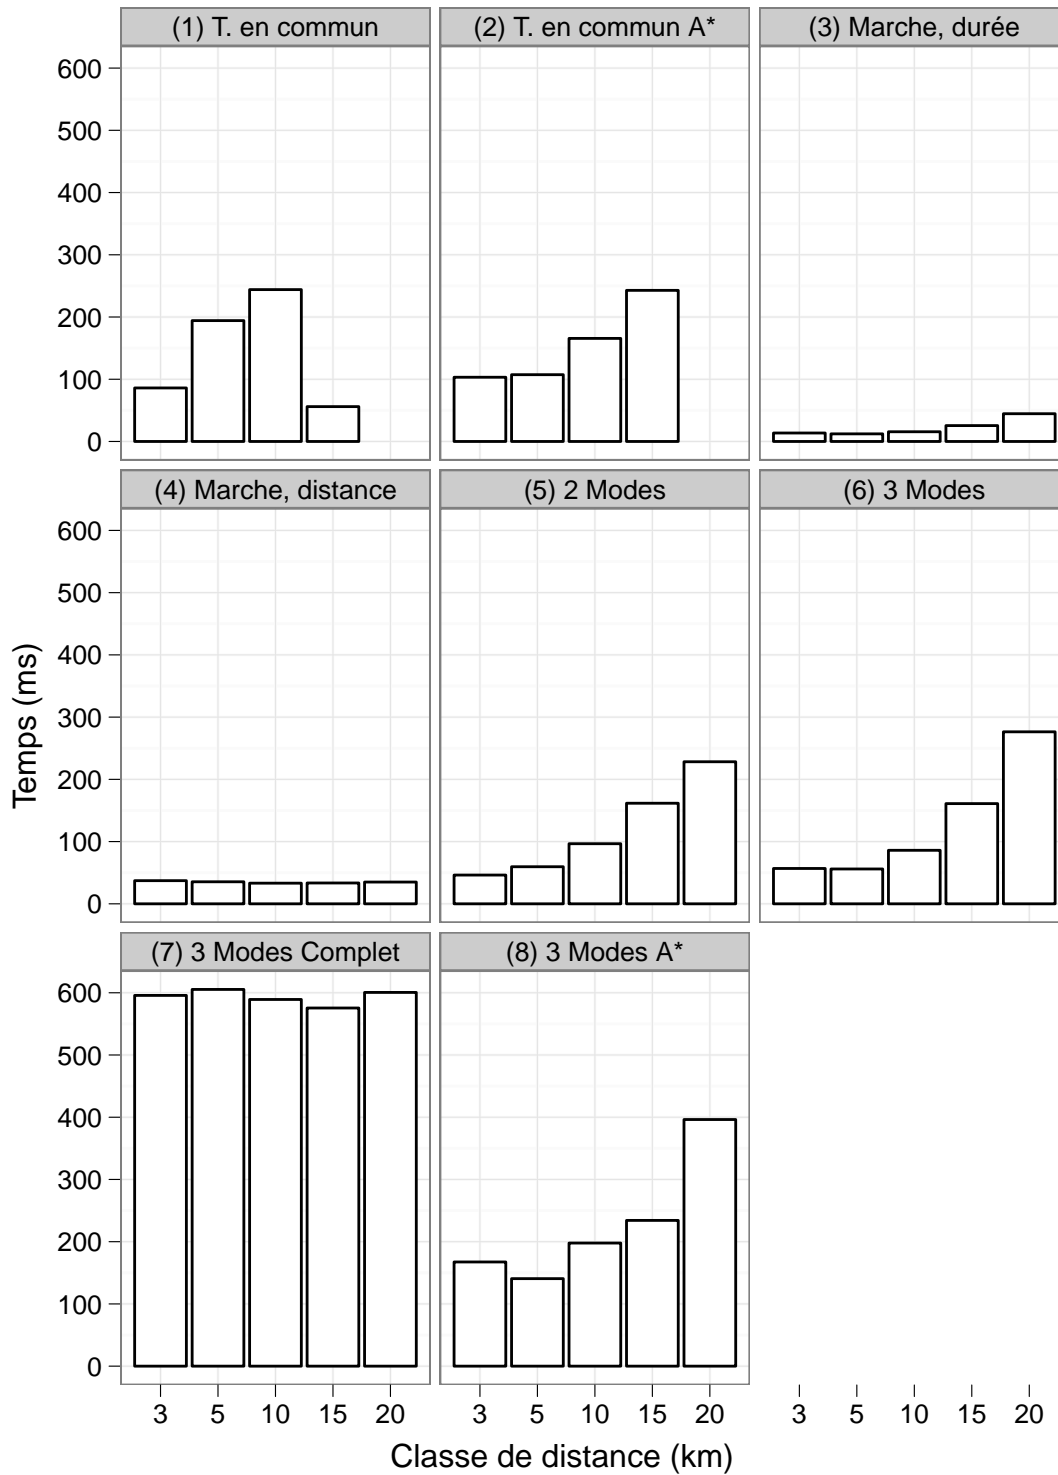 (1) T. en commun
(2) T. en commun A*
(3) Marche, durée
600
500
400
300
200
100
0
(4) Marche, distance
(5) 2 Modes
(6) 3 Modes
600
500
400
300
200
100
0
Temps (ms)
(7) 3 Modes Complet
(8) 3 Modes A*
600
500
400
300
200
100
0
3 5 10 15 20
3 5 10 15 20
3 5 10 15 20
Classe de distance (km)